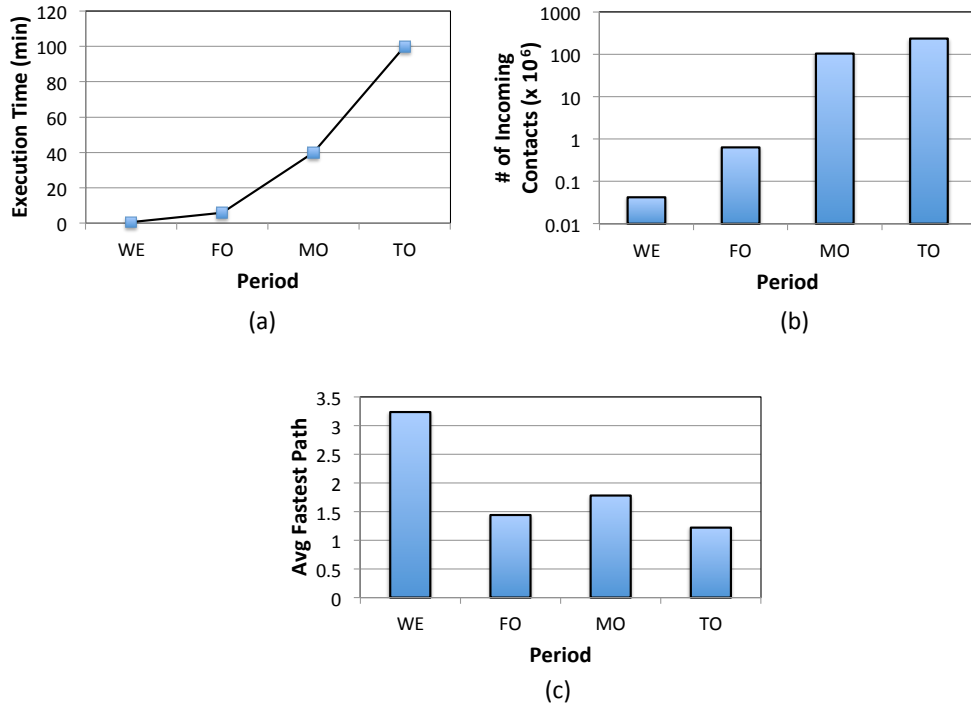 120
100
80
60
40
20
0
Execution Time (min)
WE FO MO TO
Period
(a)
1000
100
10
1
0.1
0.01
# of Incoming
Contacts (x 10⁶)
WE FO MO TO
Period
(b)
3.5
3
2.5
2
1.5
1
0.5
0
Avg Fastest Path
WE FO MO TO
Period
(c)